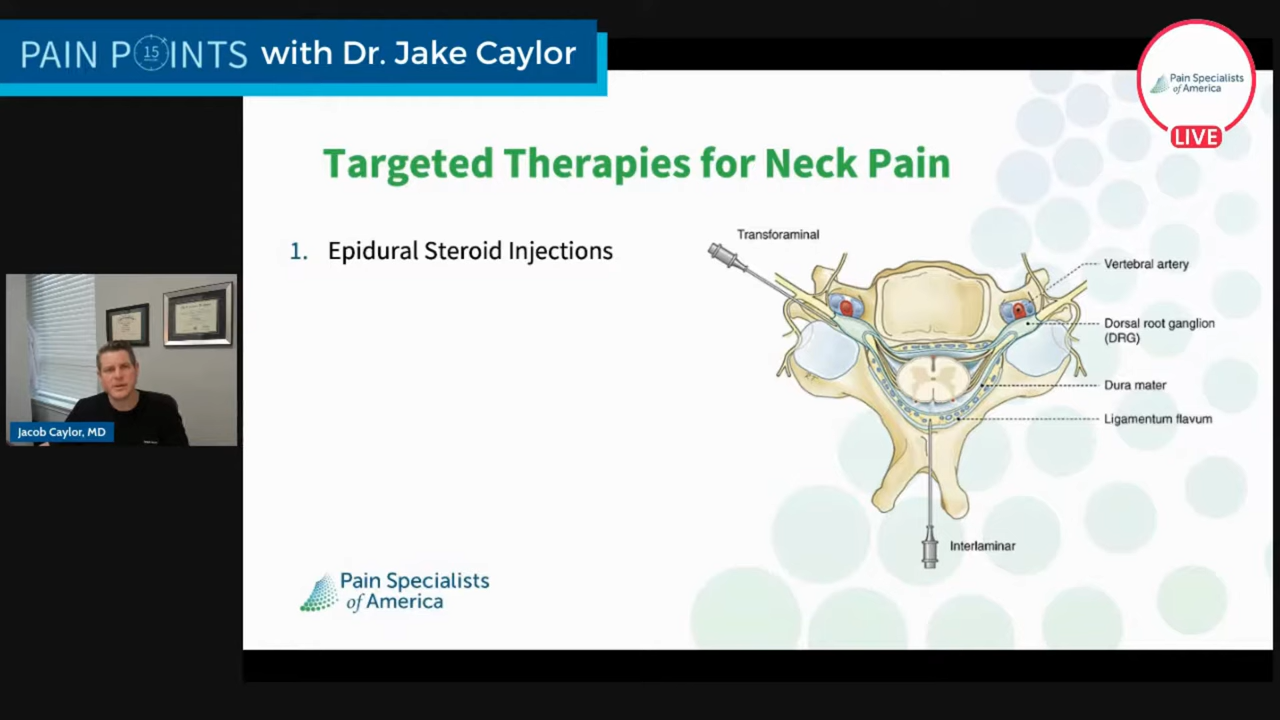 PAIN POINTS with Dr. Jake Caylor
15
Pain Specialists
of America
LIVE
Targeted Therapies for Neck Pain
1. Epidural Steroid Injections
Transforaminal
Vertebral artery
Dorsal root ganglion
(DRG)
Dura mater
Ligamentum flavum
Interlaminar
Jacob Caylor, MD
Pain Specialists
of America